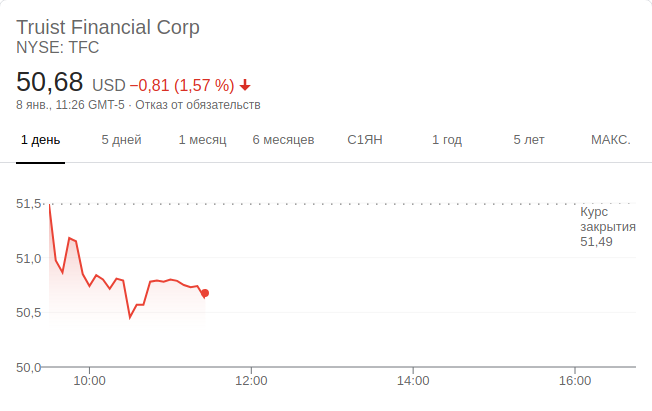 Truist Financial Corp
NYSE: TFC
50,68 USD −0,81 (1,57 %)
8 янв., 11:26 GMT-5 · Отказ от обязательств
1 день 5 дней 1 месяц 6 месяцев С1ЯН 1 год 5 лет МАКС.
51,5
Курс
закрытия
51,49
51,0
50,5
50,0
10:00 12:00 14:00 16:00